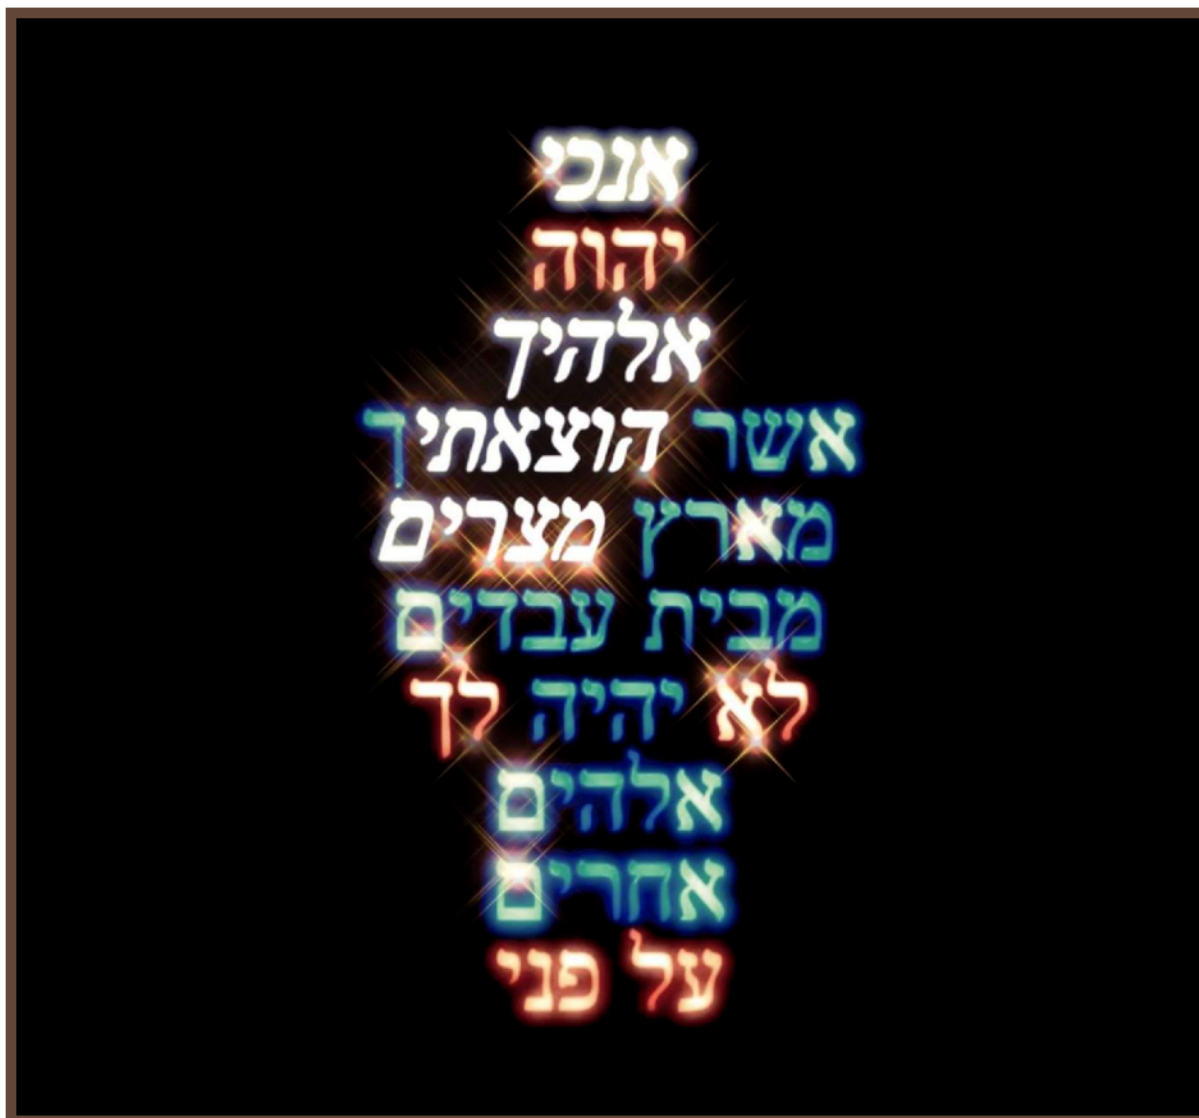 אנכי
יהוה
אלהיך
אשר הוצאתיך
מארץ מצרים
מבית עבדים
לא יהיה לך
אלהים
אחרים
על פני